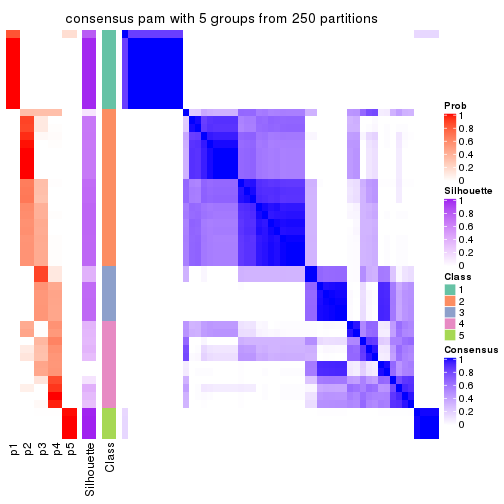 consensus pam with 5 groups from 250 partitions
Prob
1
0.8
0.6
0.4
0.2
0
Silhouette
1
0.8
0.6
0.4
0.2
0
Class
1
2
3
4
5
Consensus
1
0.8
0.6
0.4
0.2
0
p1
p2
p3
p4
p5
Silhouette
Class